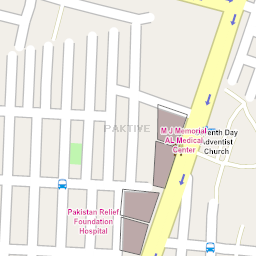 PAKTIVE
M.J Memorial
AL Medical
Center
enth Day
Adventist
Church
Pakistan Relief
Foundation
Hospital